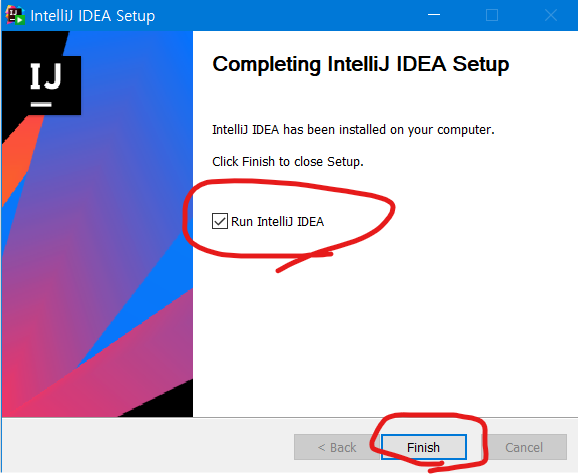 IntelliJ IDEA Setup
IJ
Completing IntelliJ IDEA Setup
IntelliJ IDEA has been installed on your computer.
Click Finish to close Setup.
Run IntelliJ IDEA
< Back Finish Cancel